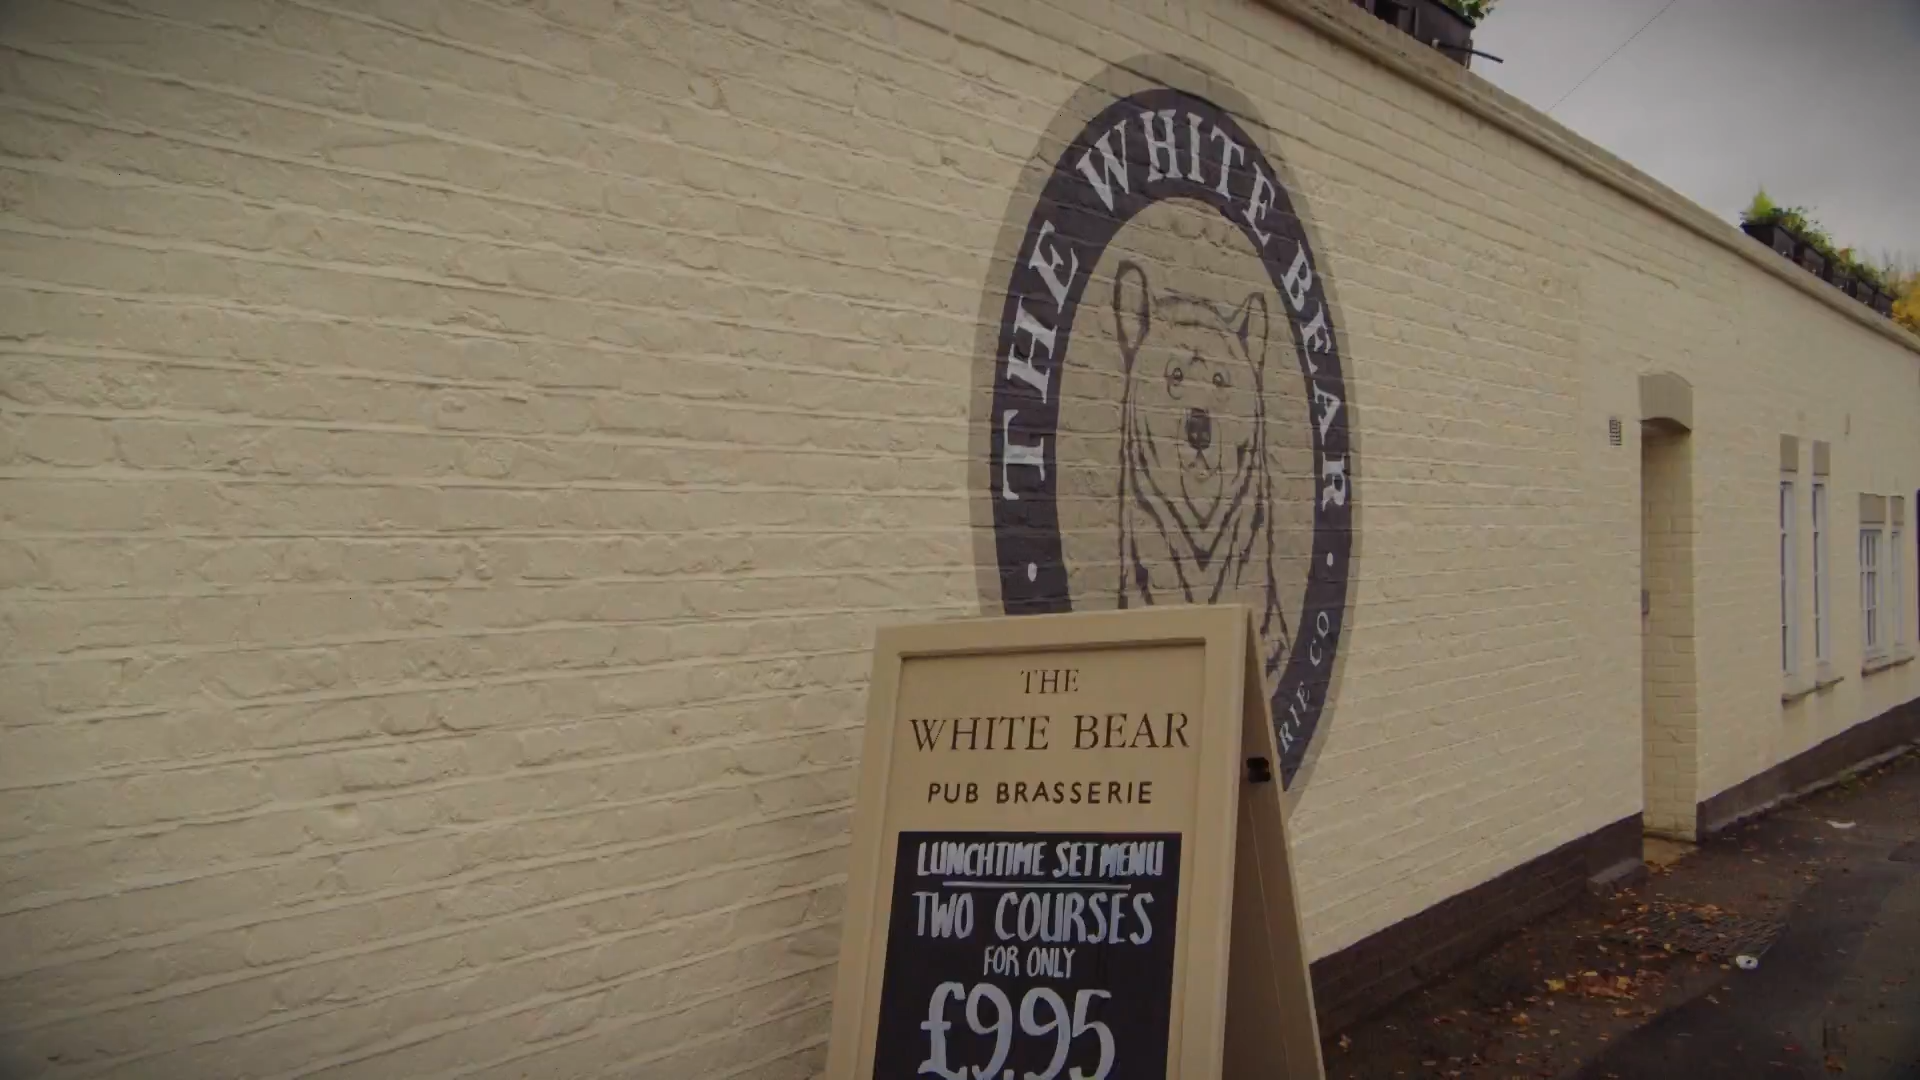 · THE WHITE BEAR ·
RIE CO
THE
WHITE BEAR
PUB BRASSERIE
LUNCHTIME SET MENU
TWO COURSES
FOR ONLY
£9.95